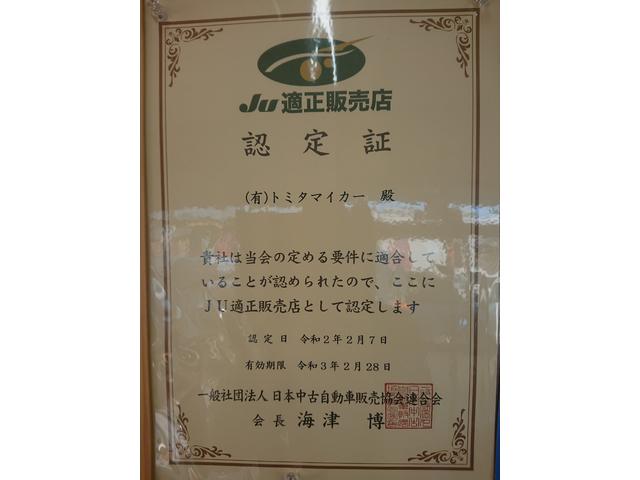 JU 適正販売店
認定証
(有)トミタマイカー 殿
貴社は当会の定める要件に適合して
いることが認められたので、ここに
JU適正販売店として認定します
認定日 令和2年2月7日
有効期限 令和3年2月28日
一般社団法人 日本中古自動車販売協会連合会
会長 海津 博